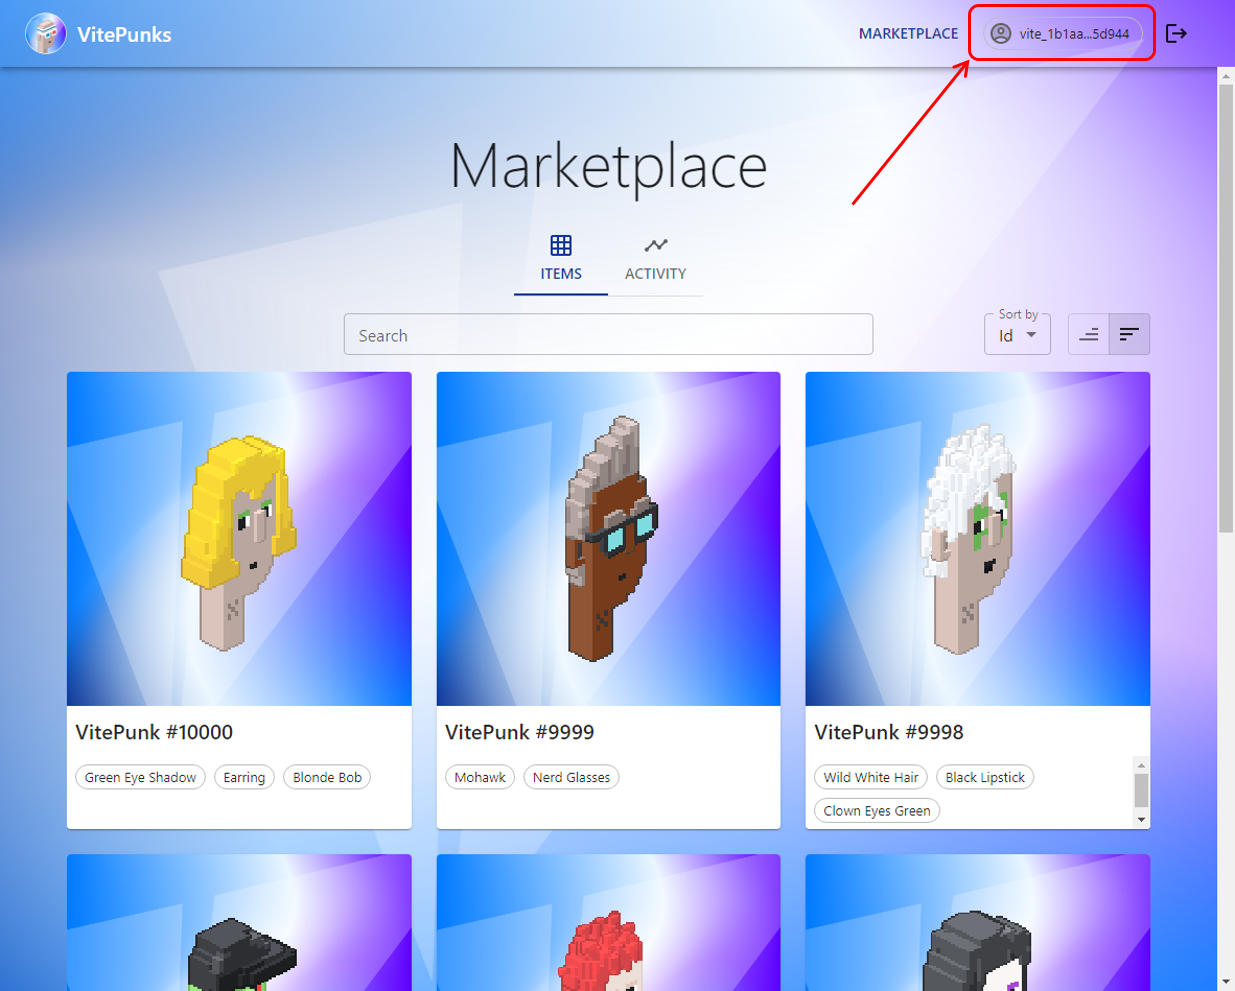 VitePunks
MARKETPLACE
vite_1b1aa...5d944
Marketplace
ITEMS
ACTIVITY
Search
Sort by
Id
VitePunk #10000
Green Eye Shadow
Earring
Blonde Bob
VitePunk #9999
Mohawk
Nerd Glasses
VitePunk #9998
Wild White Hair
Black Lipstick
Clown Eyes Green